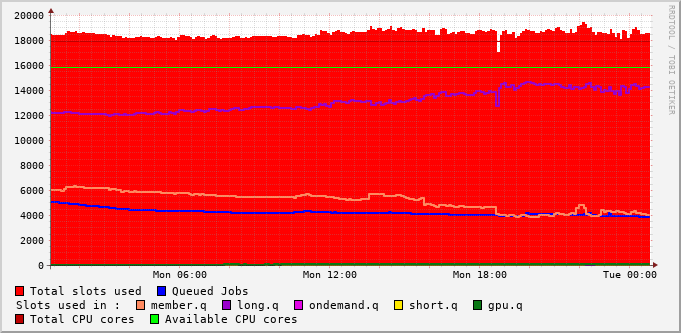 RRDTOOL / TOBI OETIKER
20000
18000
16000
14000
12000
10000
8000
6000
4000
2000
0
Mon 06:00 Mon 12:00 Mon 18:00 Tue 00:00
Total slots used Queued Jobs
Slots used in : member.q long.q ondemand.q short.q gpu.q
Total CPU cores Available CPU cores